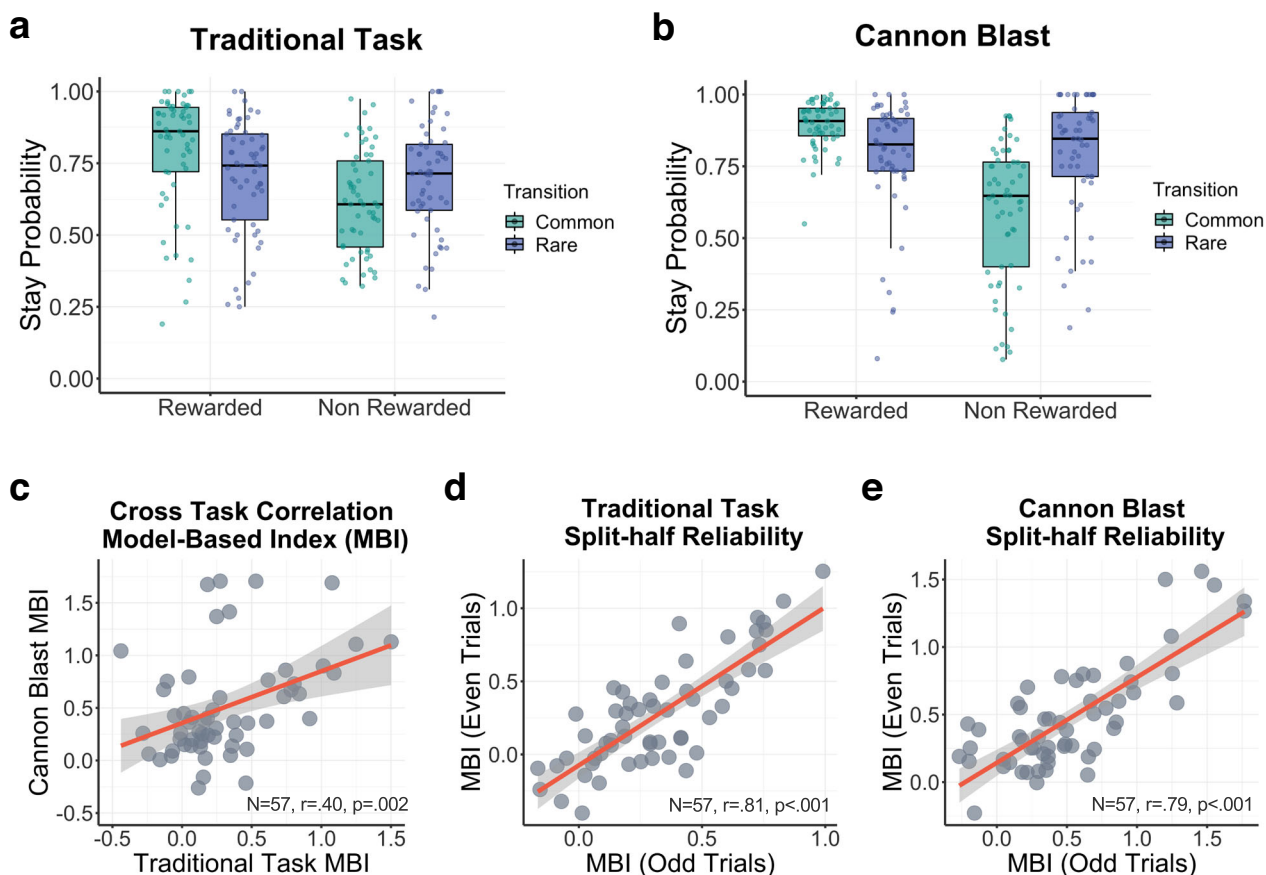 a
Traditional Task
Stay Probability
1.00
0.75
0.50
0.25
0.00
Rewarded
Non Rewarded
Transition
Common
Rare
b
Cannon Blast
Stay Probability
1.00
0.75
0.50
0.25
0.00
Rewarded
Non Rewarded
Transition
Common
Rare
c
Cross Task Correlation
Model-Based Index (MBI)
Cannon Blast MBI
1.5
1.0
0.5
0.0
-0.5
N=57, r=.40, p=.002
-0.5 0.0 0.5 1.0 1.5
Traditional Task MBI
d
Traditional Task
Split-half Reliability
MBI (Even Trials)
1.0
0.5
0.0
N=57, r=.81, p<.001
0.0 0.5 1.0
MBI (Odd Trials)
e
Cannon Blast
Split-half Reliability
MBI (Even Trials)
1.5
1.0
0.5
0.0
N=57, r=.79, p<.001
0.0 0.5 1.0 1.5
MBI (Odd Trials)